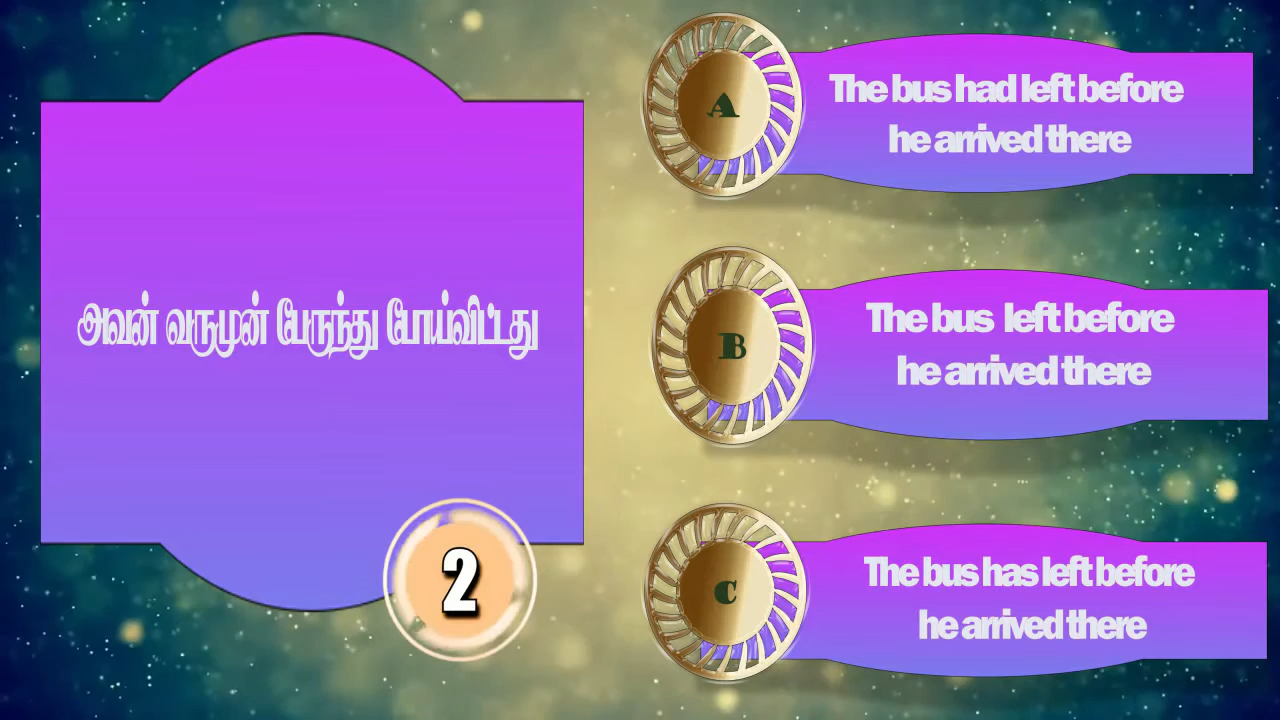 அவன் வருமுன் பேருந்து போய்விட்டது
2
A
The bus had left before
he arrived there
B
The bus left before
he arrived there
C
The bus has left before
he arrived there